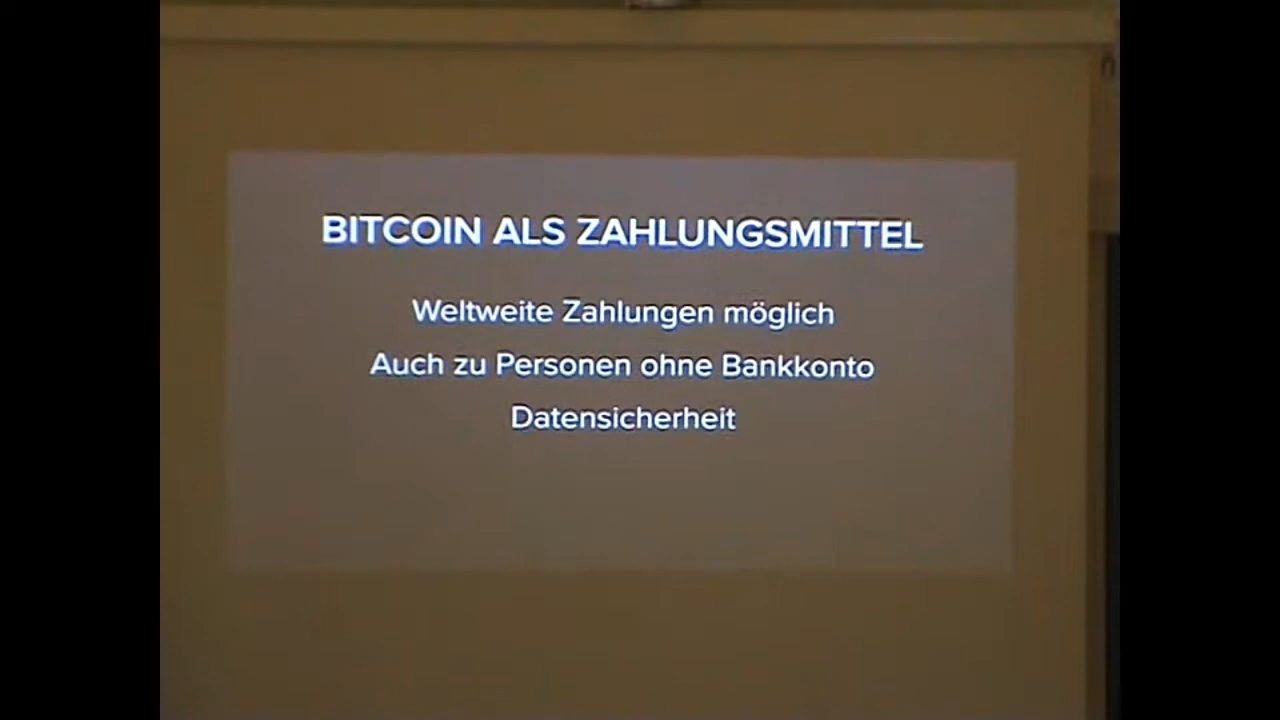 BITCOIN ALS ZAHLUNGSMITTEL
Weltweite Zahlungen möglich
Auch zu Personen ohne Bankkonto
Datensicherheit